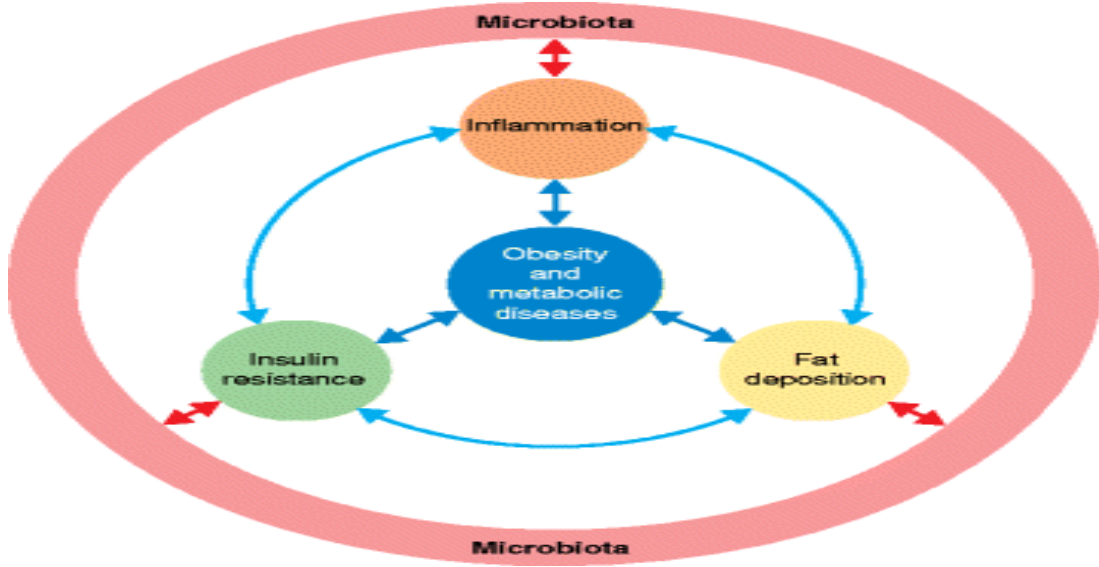 Microbiota
Inflammation
Obesity
and
metabolic
diseases
Insulin
resistance
Fat
deposition
Microbiota